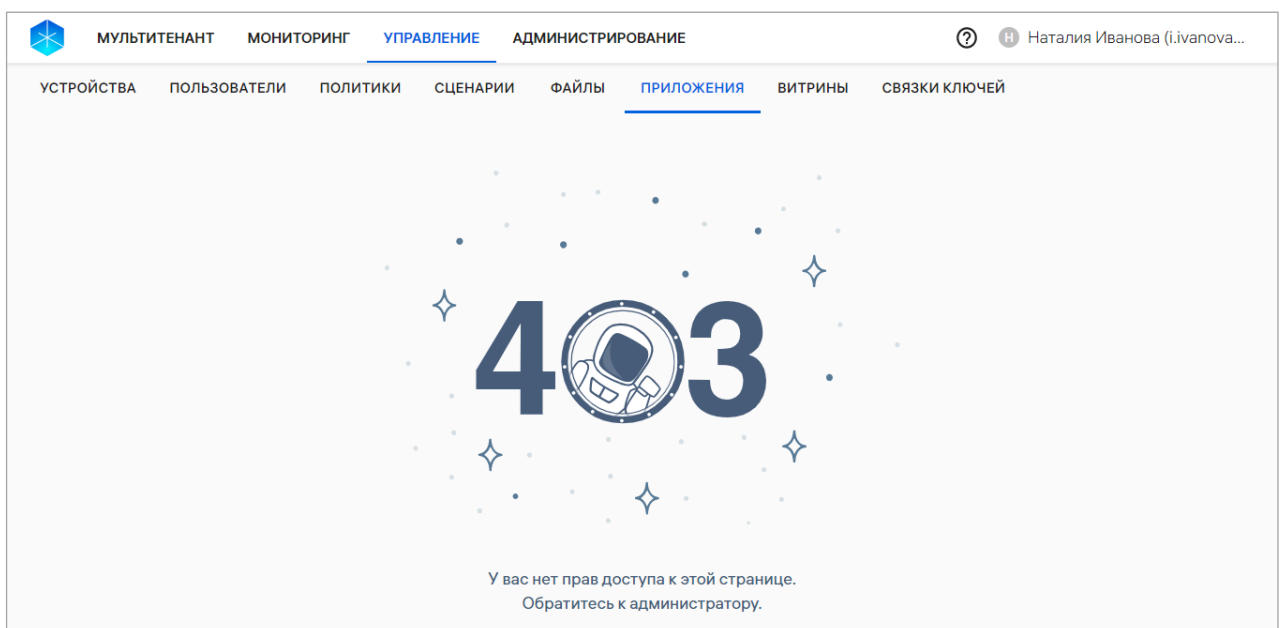 МУЛЬТИТЕНАНТ МОНИТОРИНГ УПРАВЛЕНИЕ АДМИНИСТРИРОВАНИЕ ? Н Наталия Иванова (i.ivanova...
УСТРОЙСТВА ПОЛЬЗОВАТЕЛИ ПОЛИТИКИ СЦЕНАРИИ ФАЙЛЫ ПРИЛОЖЕНИЯ ВИТРИНЫ СВЯЗКИ КЛЮЧЕЙ
403
У вас нет прав доступа к этой странице.
Обратитесь к администратору.